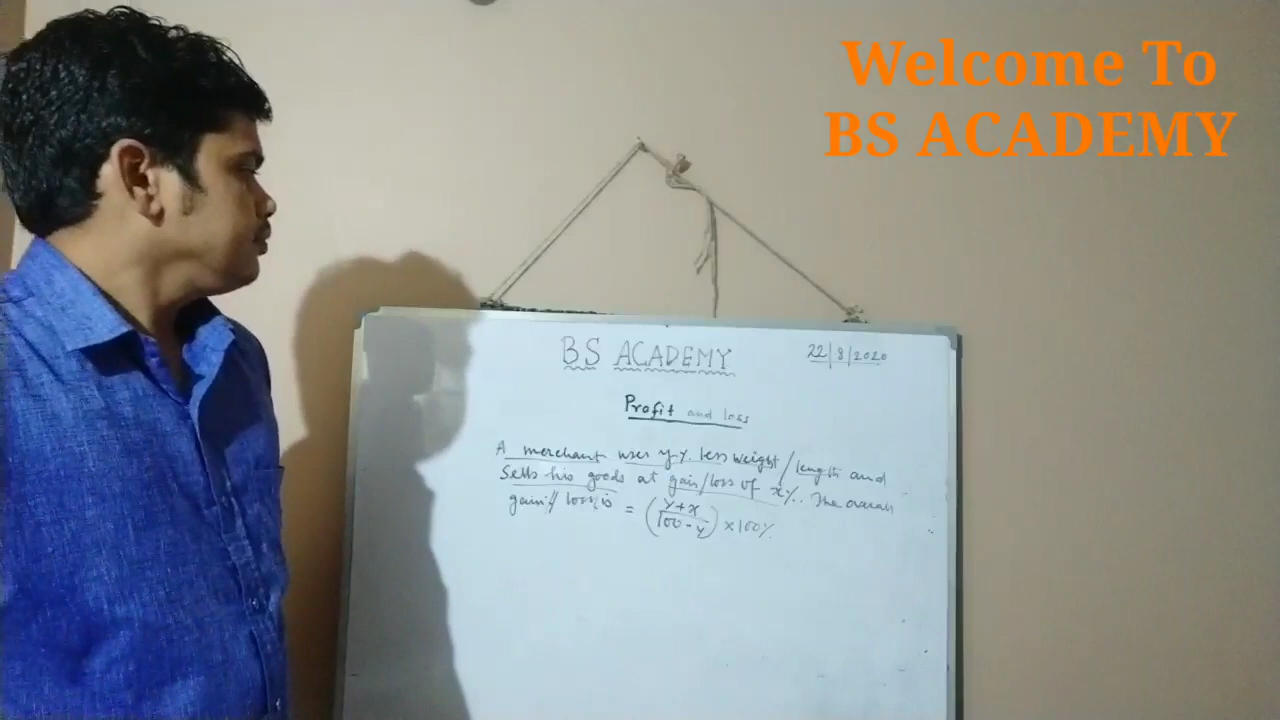 Welcome To
BS ACADEMY
BS ACADEMY
22/8/2020
Profit and loss
A merchant uses y% less weight/length and
sells his goods at gain/loss of x%. The overall
gain/loss is = (y+x / 100-y) × 100%